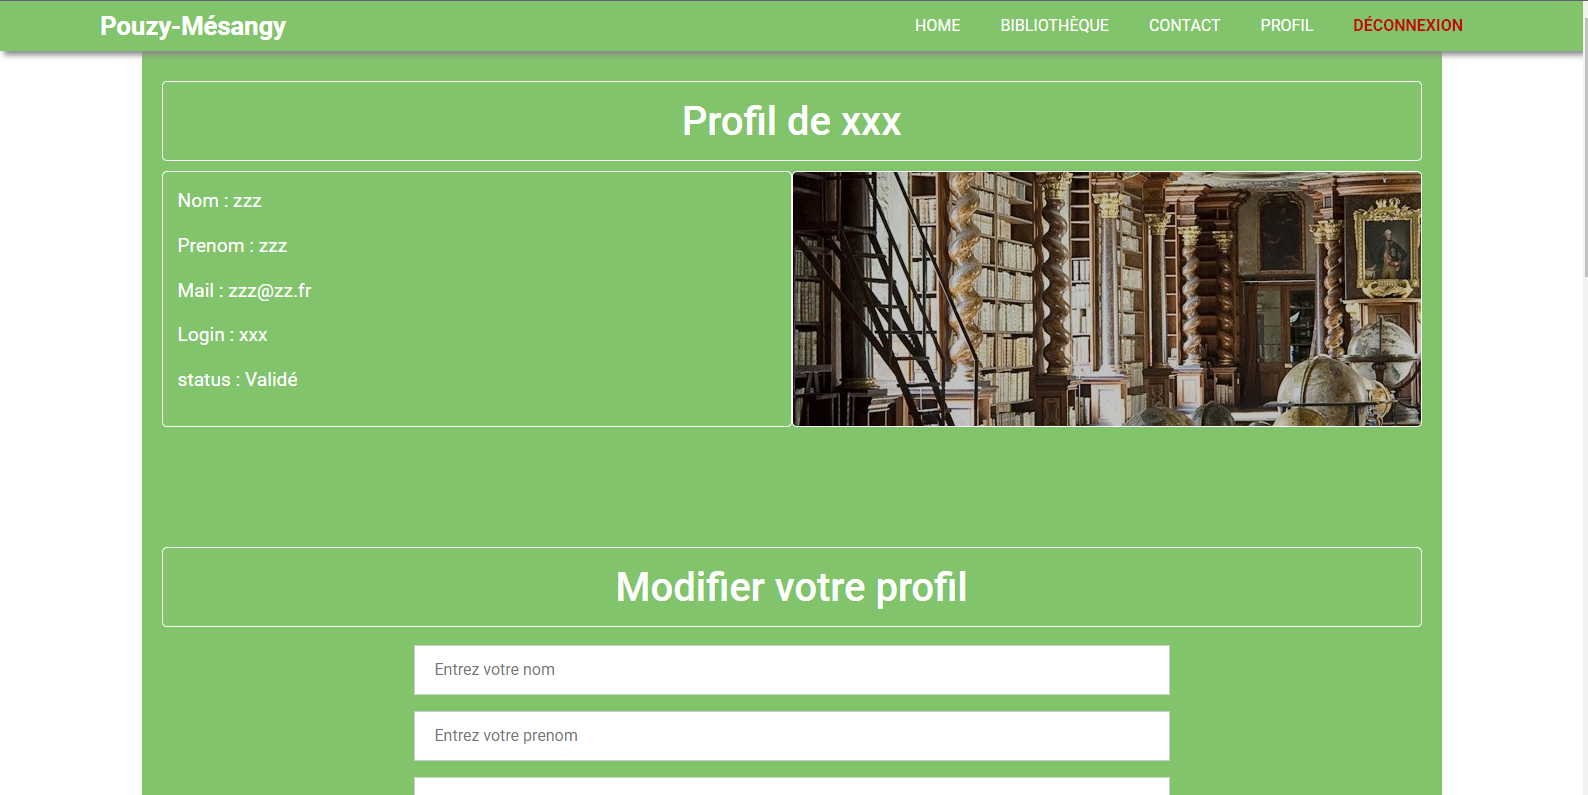 Pouzy-Mésangy
HOME BIBLIOTHÈQUE CONTACT PROFIL DÉCONNEXION
Profil de xxx
Nom : zzz
Prenom : zzz
Mail : zzz@zz.fr
Login : xxx
status : Validé
Modifier votre profil
Entrez votre nom
Entrez votre prenom